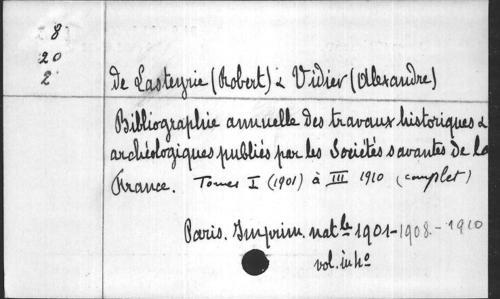 I 8
20
2
de Lasteyrie (Robert) & Vidier (Alexandre)
Bibliographie annuelle des travaux historiques &
archéologiques publiés par les Sociétés savantes de la
France. Tomes I (1901) à III 1910 (complet)
Paris. Imprim. natle 1901-1908.-1910
vol. in 4o